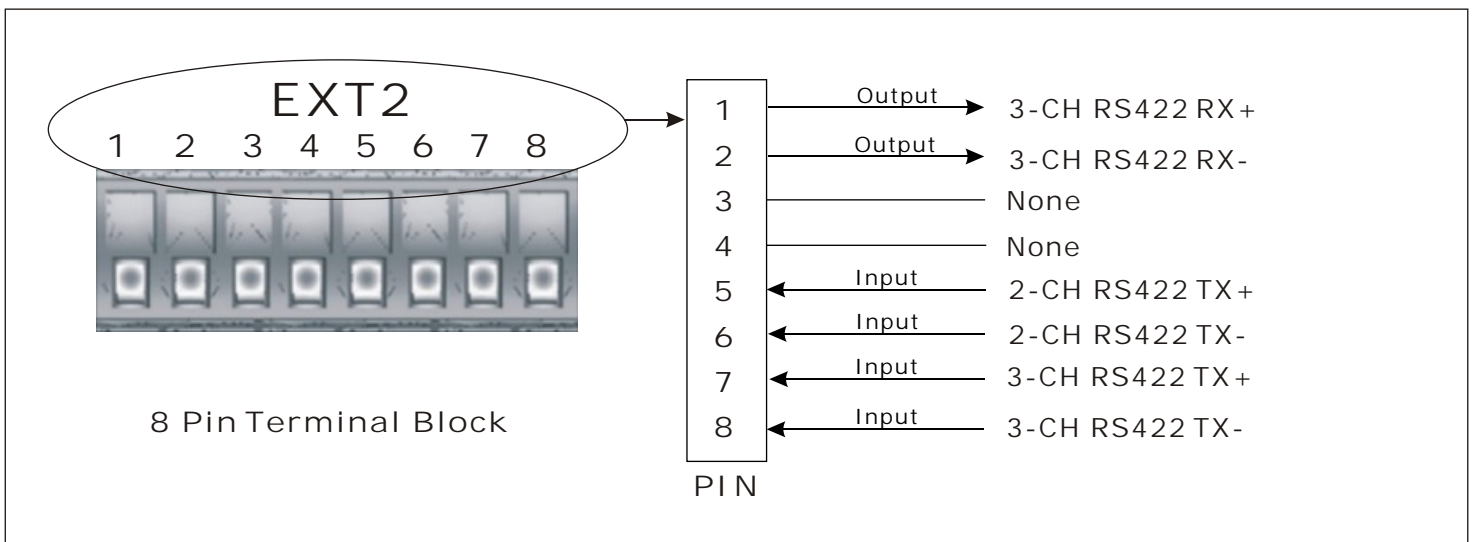 EXT2
1 2 3 4 5 6 7 8
8 Pin Terminal Block
1 Output 3-CH RS422 RX+
2 Output 3-CH RS422 RX-
3 None
4 None
5 Input 2-CH RS422 TX+
6 Input 2-CH RS422 TX-
7 Input 3-CH RS422 TX+
8 Input 3-CH RS422 TX-
PIN